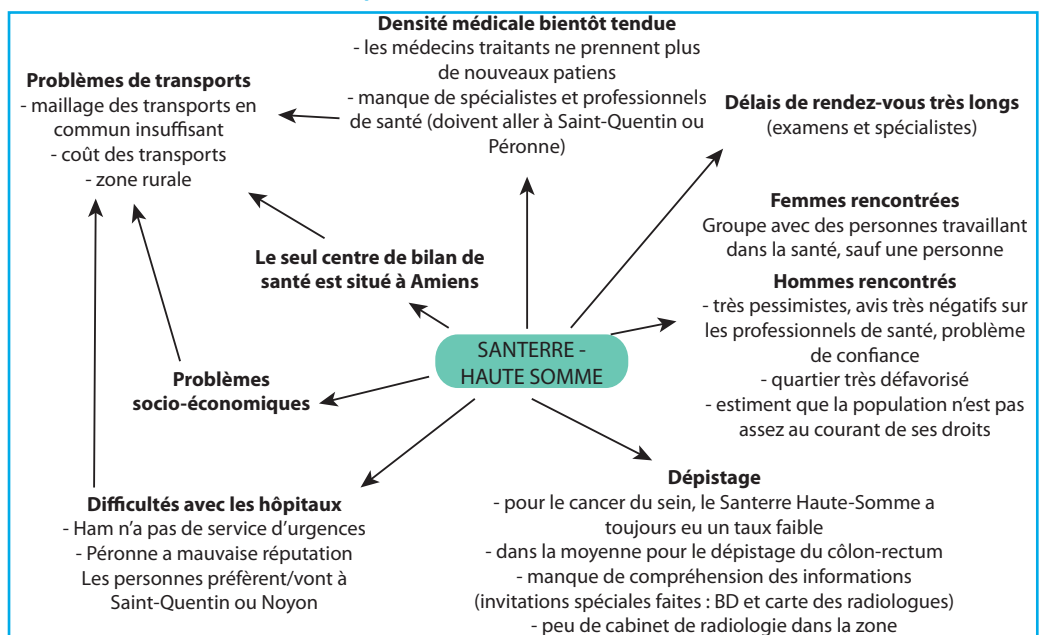 Densité médicale bientôt tendue
- les médecins traitants ne prennent plus
de nouveaux patiens
- manque de spécialistes et professionnels
de santé (doivent aller à Saint-Quentin ou
Péronne)
Problèmes de transports
- maillage des transports en
commun insuffisant
- coût des transports
- zone rurale
Délais de rendez-vous très longs
(examens et spécialistes)
Femmes rencontrées
Groupe avec des personnes travaillant
dans la santé, sauf une personne
Hommes rencontrés
- très pessimistes, avis très négatifs sur
les professionnels de santé, problème
de confiance
- quartier très défavorisé
- estiment que la population n'est pas
assez au courant de ses droits
Le seul centre de bilan de
santé est situé à Amiens
SANTERRE -
HAUTE SOMME
Problèmes
socio-économiques
Difficultés avec les hôpitaux
- Ham n'a pas de service d'urgences
- Péronne a mauvaise réputation
Les personnes préfèrent/vont à
Saint-Quentin ou Noyon
Dépistage
- pour le cancer du sein, le Santerre Haute-Somme a
toujours eu un taux faible
- dans la moyenne pour le dépistage du côlon-rectum
- manque de compréhension des informations
(invitations spéciales faites : BD et carte des radiologues)
- peu de cabinet de radiologie dans la zone